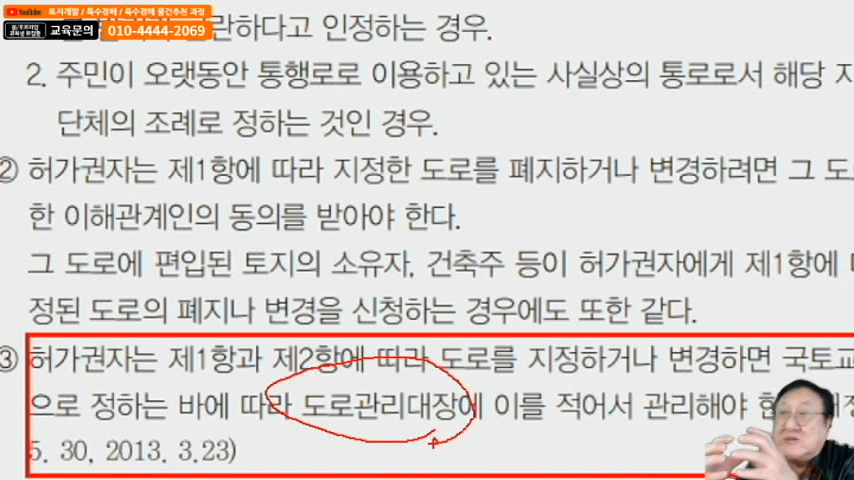 YouTube 토지개발 / 특수경매 / 특수경매 물건추천 과정
교육문의 010-4444-2069
하다고 인정하는 경우.
2. 주민이 오랫동안 통행로로 이용하고 있는 사실상의 통로로서 해당 지
단체의 조례로 정하는 것인 경우.
② 허가권자는 제1항에 따라 지정한 도로를 폐지하거나 변경하려면 그 도로
한 이해관계인의 동의를 받아야 한다.
그 도로에 편입된 토지의 소유자, 건축주 등이 허가권자에게 제1항에
정된 도로의 폐지나 변경을 신청하는 경우에도 또한 같다.
③ 허가권자는 제1항과 제2항에 따라 도로를 지정하거나 변경하면 국토교
으로 정하는 바에 따라 도로관리대장에 이를 적어서 관리해야
5. 30, 2013. 3.23)